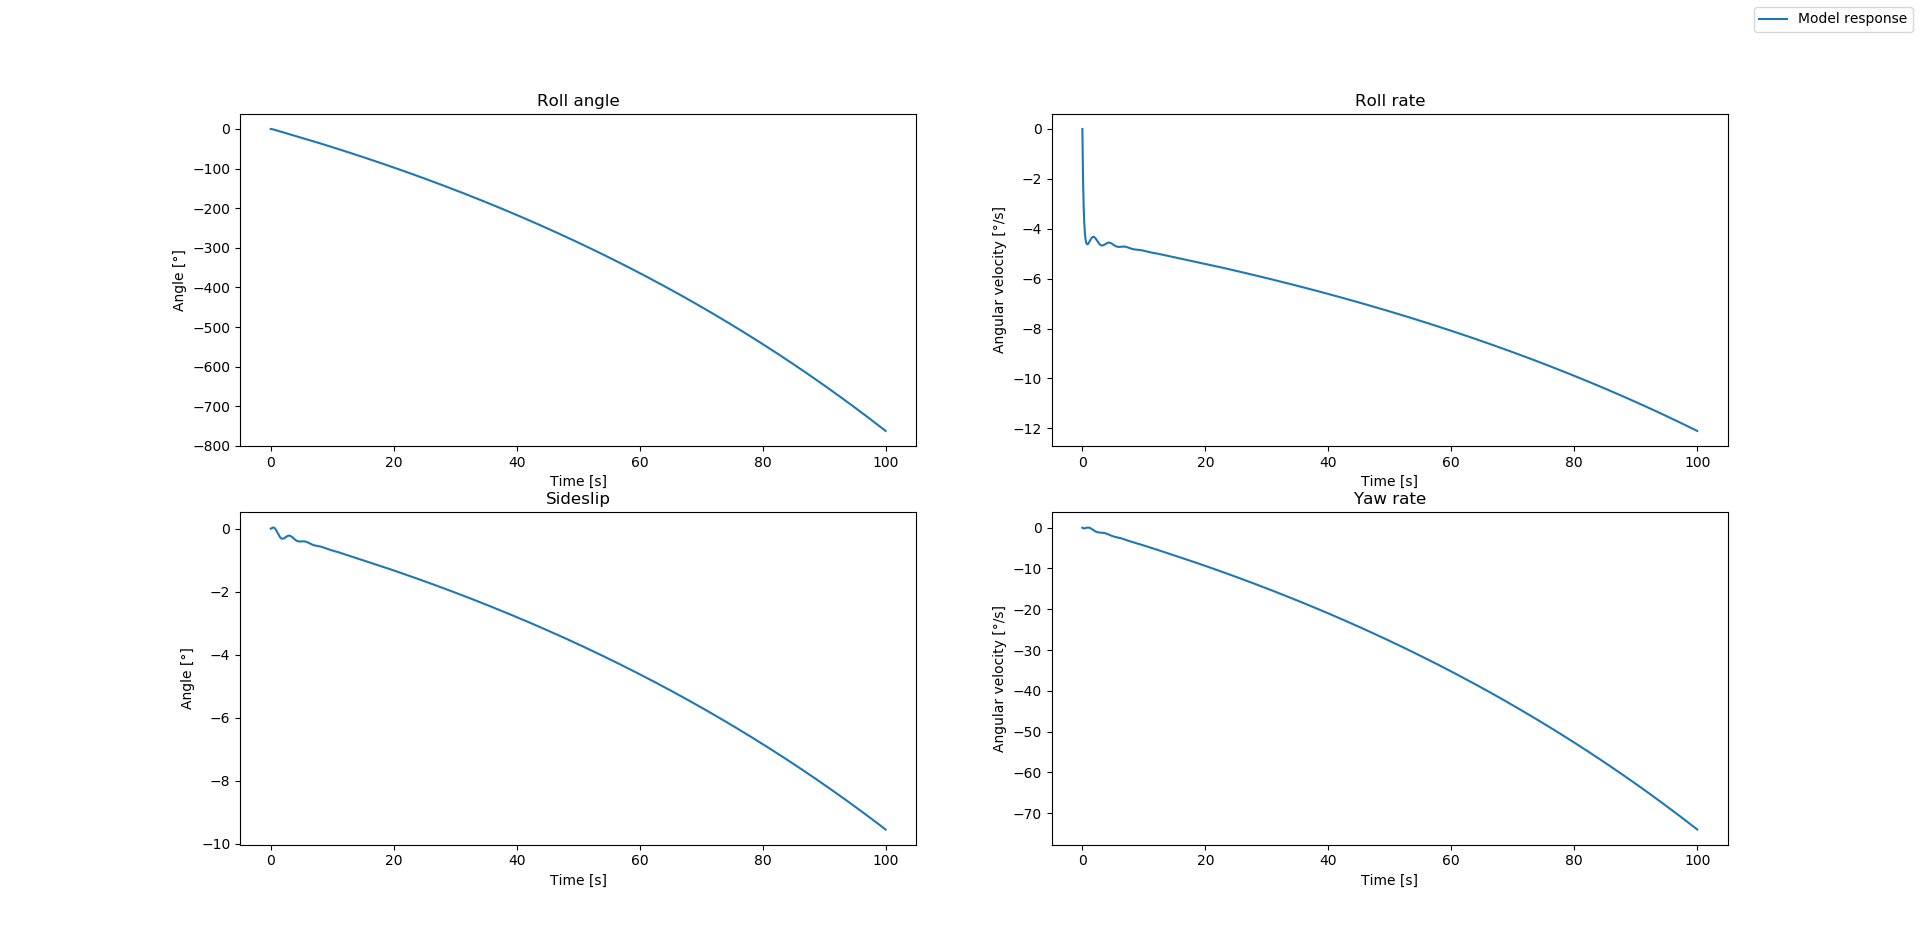 Model response
Roll angle
0
−100
−200
−300
−400
−500
−600
−700
−800
Angle [°]
0 20 40 60 80 100
Time [s]
Roll rate
0
−2
−4
−6
−8
−10
−12
Angular velocity [°/s]
0 20 40 60 80 100
Time [s]
Sideslip
0
−2
−4
−6
−8
−10
Angle [°]
0 20 40 60 80 100
Time [s]
Yaw rate
0
−10
−20
−30
−40
−50
−60
−70
Angular velocity [°/s]
0 20 40 60 80 100
Time [s]